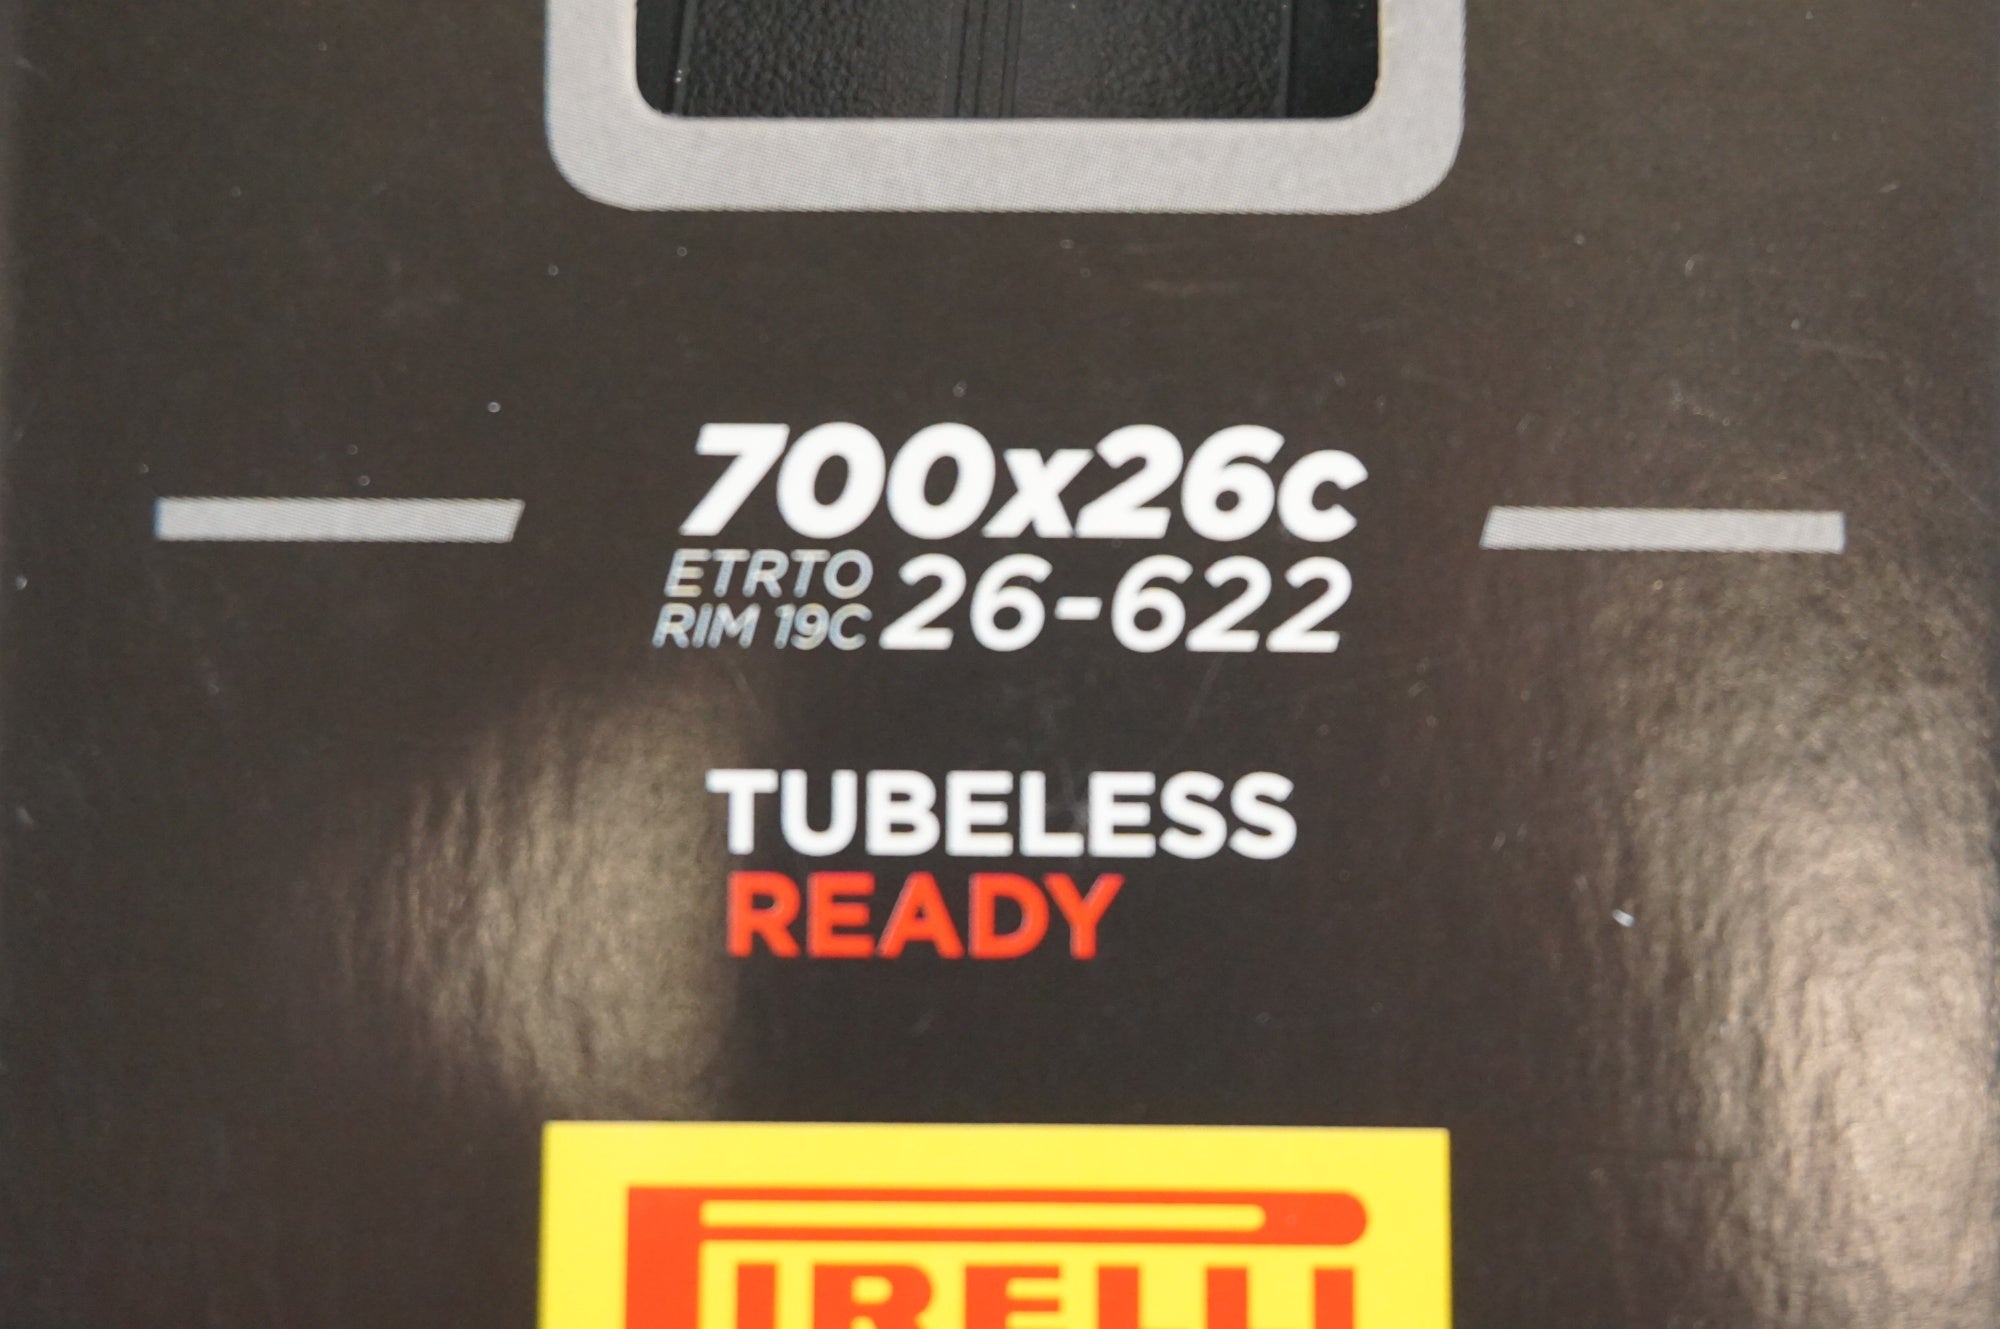 700x26c
ETRTO
RIM 19C
26-622
TUBELESS
READY
PIRELLI